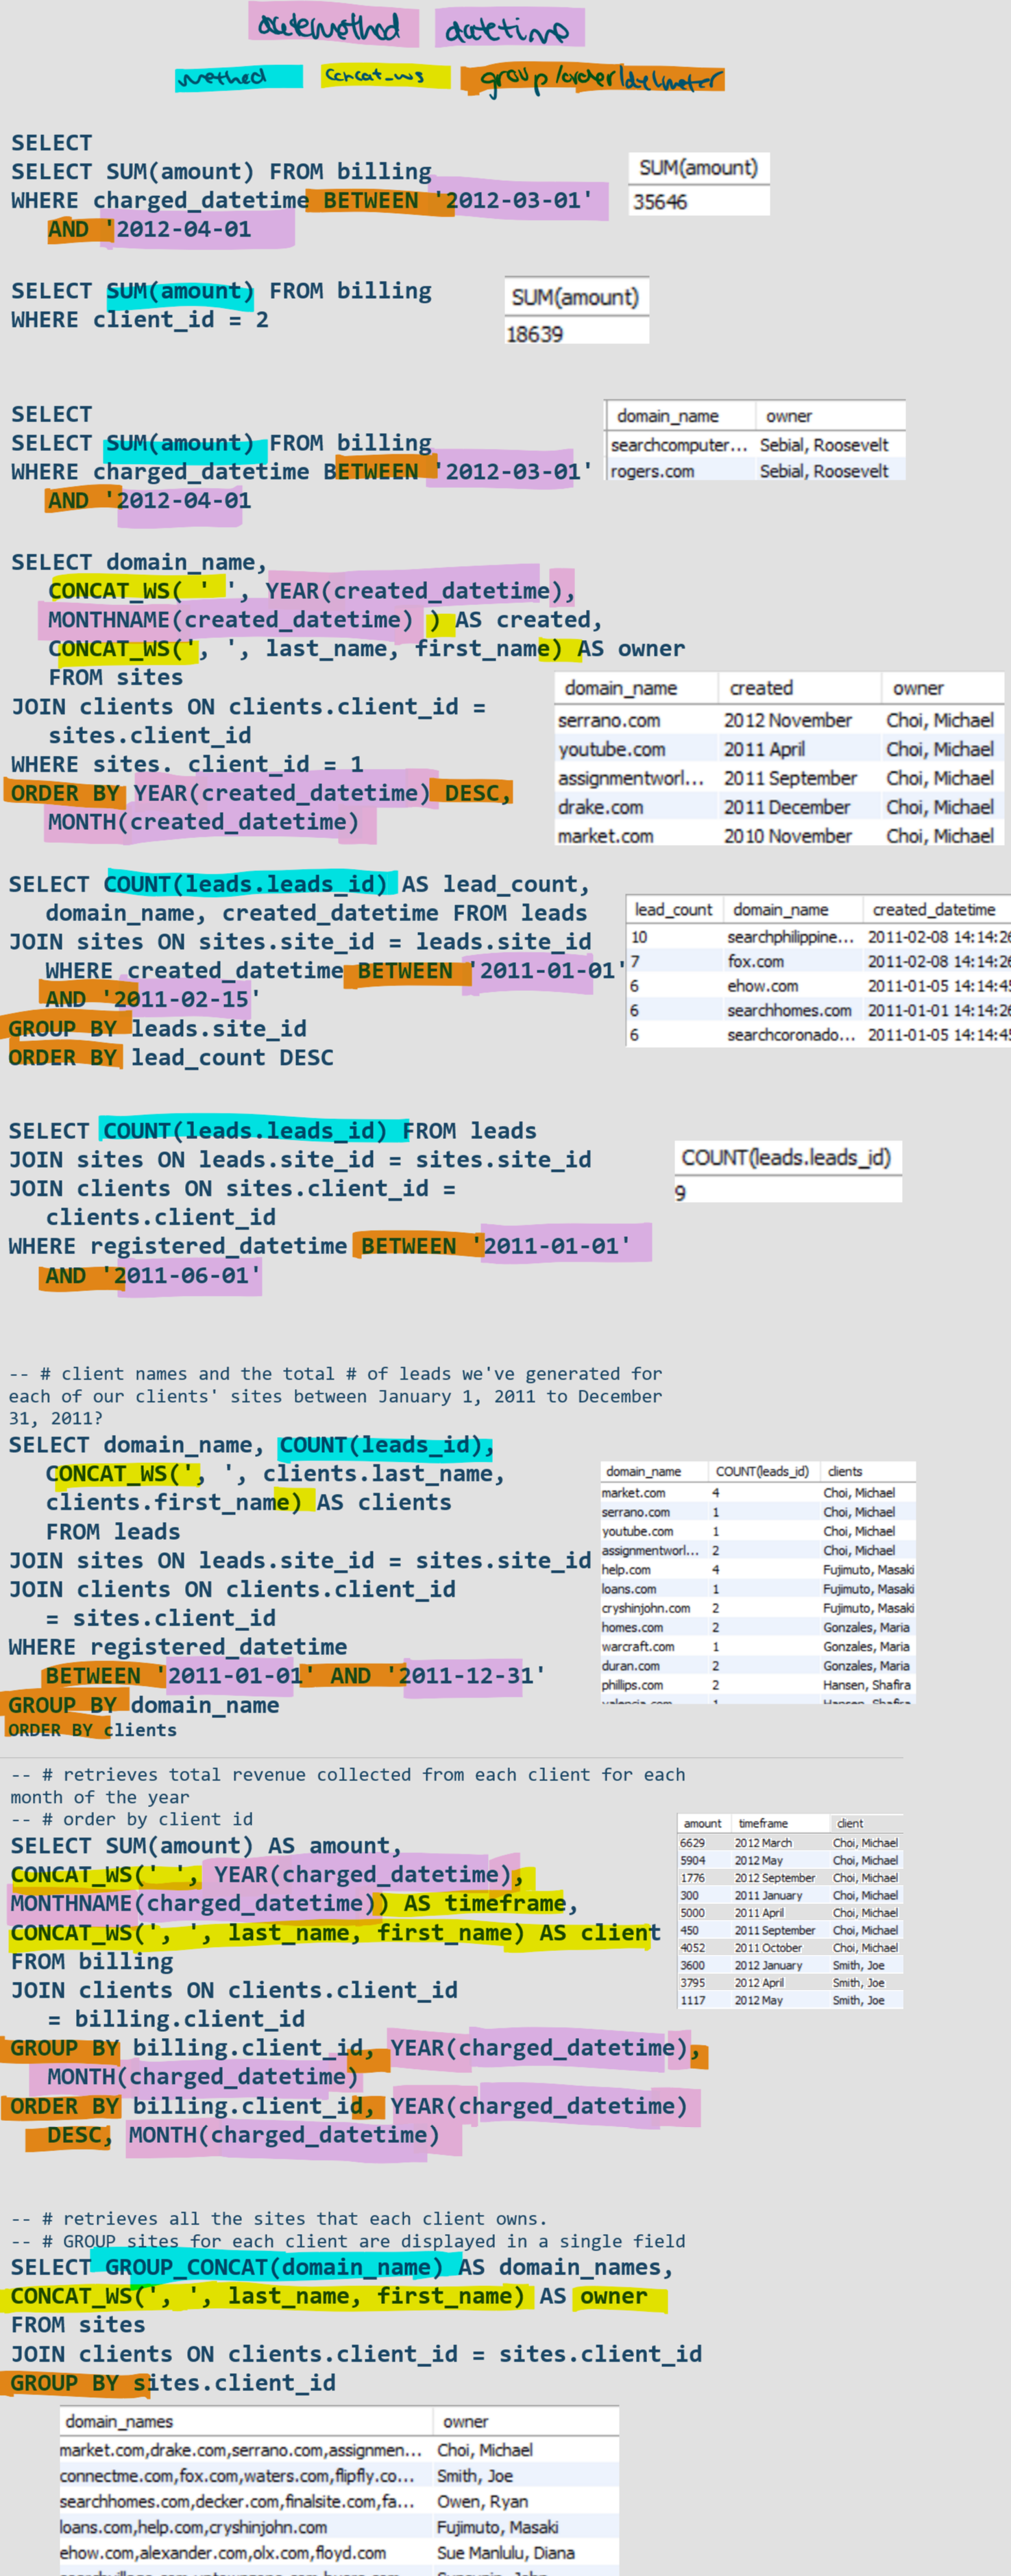 datemethod datetime
method concat_ws group/order/delimeter
SELECT
SELECT SUM(amount) FROM billing
WHERE charged_datetime BETWEEN '2012-03-01'
AND '2012-04-01
SUM(amount)
35646
SELECT SUM(amount) FROM billing
WHERE client_id = 2
SUM(amount)
18639
SELECT
SELECT SUM(amount) FROM billing
WHERE charged_datetime BETWEEN '2012-03-01'
AND '2012-04-01
domain_name owner
searchcomputer... Sebial, Roosevelt
rogers.com Sebial, Roosevelt
SELECT domain_name,
CONCAT_WS( ' ', YEAR(created_datetime),
MONTHNAME(created_datetime) ) AS created,
CONCAT_WS(', ', last_name, first_name) AS owner
FROM sites
JOIN clients ON clients.client_id =
sites.client_id
WHERE sites. client_id = 1
ORDER BY YEAR(created_datetime) DESC,
MONTH(created_datetime)
domain_name created owner
serrano.com 2012 November Choi, Michael
youtube.com 2011 April Choi, Michael
assignmentworl... 2011 September Choi, Michael
drake.com 2011 December Choi, Michael
market.com 2010 November Choi, Michael
SELECT COUNT(leads.leads_id) AS lead_count,
domain_name, created_datetime FROM leads
JOIN sites ON sites.site_id = leads.site_id
WHERE created_datetime BETWEEN '2011-01-01'
AND '2011-02-15'
GROUP BY leads.site_id
ORDER BY lead_count DESC
lead_count domain_name created_datetime
10 searchphilippine... 2011-02-08 14:14:26
7 fox.com 2011-02-08 14:14:26
6 ehow.com 2011-01-05 14:14:45
6 searchhomes.com 2011-01-01 14:14:26
6 searchcoronado... 2011-01-05 14:14:45
SELECT COUNT(leads.leads_id) FROM leads
JOIN sites ON leads.site_id = sites.site_id
JOIN clients ON sites.client_id =
clients.client_id
WHERE registered_datetime BETWEEN '2011-01-01'
AND '2011-06-01'
COUNT(leads.leads_id)
9
-- # client names and the total # of leads we've generated for
each of our clients' sites between January 1, 2011 to December
31, 2011?
SELECT domain_name, COUNT(leads_id),
CONCAT_WS(', ', clients.last_name,
clients.first_name) AS clients
FROM leads
JOIN sites ON leads.site_id = sites.site_id
JOIN clients ON clients.client_id
= sites.client_id
WHERE registered_datetime
BETWEEN '2011-01-01' AND '2011-12-31'
GROUP BY domain_name
ORDER BY clients
domain_name COUNT(leads_id) clients
market.com 4 Choi, Michael
serrano.com 1 Choi, Michael
youtube.com 1 Choi, Michael
assignmentworl... 2 Choi, Michael
help.com 4 Fujimuto, Masaki
loans.com 1 Fujimuto, Masaki
cryshinjohn.com 2 Fujimuto, Masaki
homes.com 2 Gonzales, Maria
warcraft.com 1 Gonzales, Maria
duran.com 2 Gonzales, Maria
phillips.com 2 Hansen, Shafira
-- # retrieves total revenue collected from each client for each
month of the year
-- # order by client id
SELECT SUM(amount) AS amount,
CONCAT_WS(' ', YEAR(charged_datetime),
MONTHNAME(charged_datetime)) AS timeframe,
CONCAT_WS(', ', last_name, first_name) AS client
FROM billing
JOIN clients ON clients.client_id
= billing.client_id
GROUP BY billing.client_id, YEAR(charged_datetime),
MONTH(charged_datetime)
ORDER BY billing.client_id, YEAR(charged_datetime)
DESC, MONTH(charged_datetime)
amount timeframe client
6629 2012 March Choi, Michael
5904 2012 May Choi, Michael
1776 2012 September Choi, Michael
300 2011 January Choi, Michael
5000 2011 April Choi, Michael
450 2011 September Choi, Michael
4052 2011 October Choi, Michael
3600 2012 January Smith, Joe
3795 2012 April Smith, Joe
1117 2012 May Smith, Joe
-- # retrieves all the sites that each client owns.
-- # GROUP sites for each client are displayed in a single field
SELECT GROUP_CONCAT(domain_name) AS domain_names,
CONCAT_WS(', ', last_name, first_name) AS owner
FROM sites
JOIN clients ON clients.client_id = sites.client_id
GROUP BY sites.client_id
domain_names owner
market.com,drake.com,serrano.com,assignmen... Choi, Michael
connectme.com,fox.com,waters.com,flipfly.co... Smith, Joe
searchhomes.com,decker.com,finalsite.com,fa... Owen, Ryan
loans.com,help.com,cryshinjohn.com Fujimuto, Masaki
ehow.com,alexander.com,olx.com,floyd.com Sue Manlulu, Diana